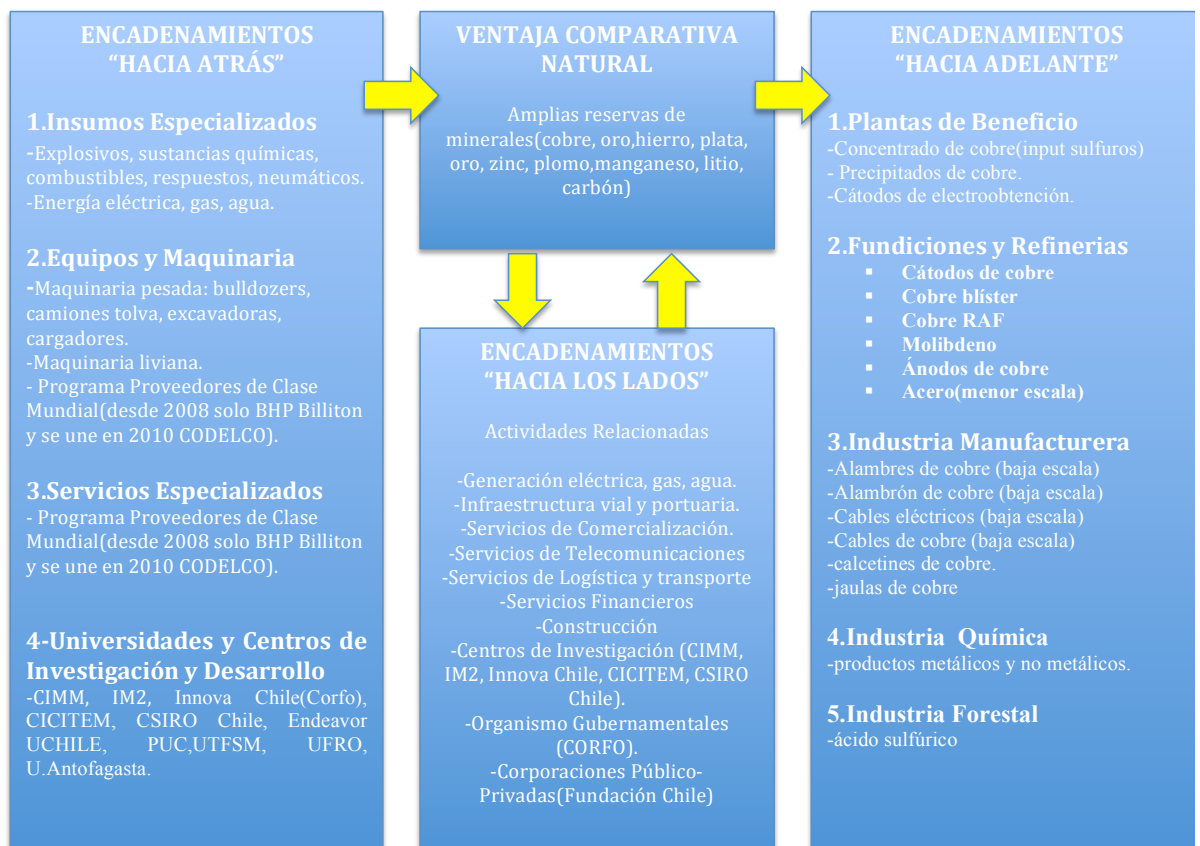 ENCADENAMIENTOS
“HACIA ATRÁS”
1.Insumos Especializados
-Explosivos, sustancias químicas,
combustibles, respuestos, neumáticos.
-Energía eléctrica, gas, agua.
2.Equipos y Maquinaria
-Maquinaria pesada: bulldozers,
camiones tolva, excavadoras,
cargadores.
-Maquinaria liviana.
- Programa Proveedores de Clase
Mundial(desde 2008 solo BHP Billiton
y se une en 2010 CODELCO).
3.Servicios Especializados
- Programa Proveedores de Clase
Mundial(desde 2008 solo BHP Billiton
y se une en 2010 CODELCO).
4-Universidades y Centros de
Investigación y Desarrollo
-CIMM, IM2, Innova Chile(Corfo),
CICITEM, CSIRO Chile, Endeavor
UCHILE, PUC,UTFSM, UFRO,
U.Antofagasta.
VENTAJA COMPARATIVA
NATURAL
Amplias reservas de
minerales(cobre, oro,hierro, plata,
oro, zinc, plomo,manganeso, litio,
carbón)
ENCADENAMIENTOS
“HACIA LOS LADOS”
Actividades Relacionadas
-Generación eléctrica, gas, agua.
-Infraestructura vial y portuaria.
-Servicios de Comercialización.
-Servicios de Telecomunicaciones
-Servicios de Logística y transporte
-Servicios Financieros
-Construcción
-Centros de Investigación (CIMM,
IM2, Innova Chile, CICITEM, CSIRO
Chile).
-Organismo Gubernamentales
(CORFO).
-Corporaciones Público-
Privadas(Fundación Chile)
ENCADENAMIENTOS
“HACIA ADELANTE”
1.Plantas de Beneficio
-Concentrado de cobre(input sulfuros)
- Precipitados de cobre.
-Cátodos de electroobtención.
2.Fundiciones y Refinerias
▪ Cátodos de cobre
▪ Cobre blíster
▪ Cobre RAF
▪ Molibdeno
▪ Ánodos de cobre
▪ Acero(menor escala)
3.Industria Manufacturera
-Alambres de cobre (baja escala)
-Alambrón de cobre (baja escala)
-Cables eléctricos (baja escala)
-Cables de cobre (baja escala)
-calcetines de cobre.
-jaulas de cobre
4.Industria Química
-productos metálicos y no metálicos.
5.Industria Forestal
-ácido sulfúrico